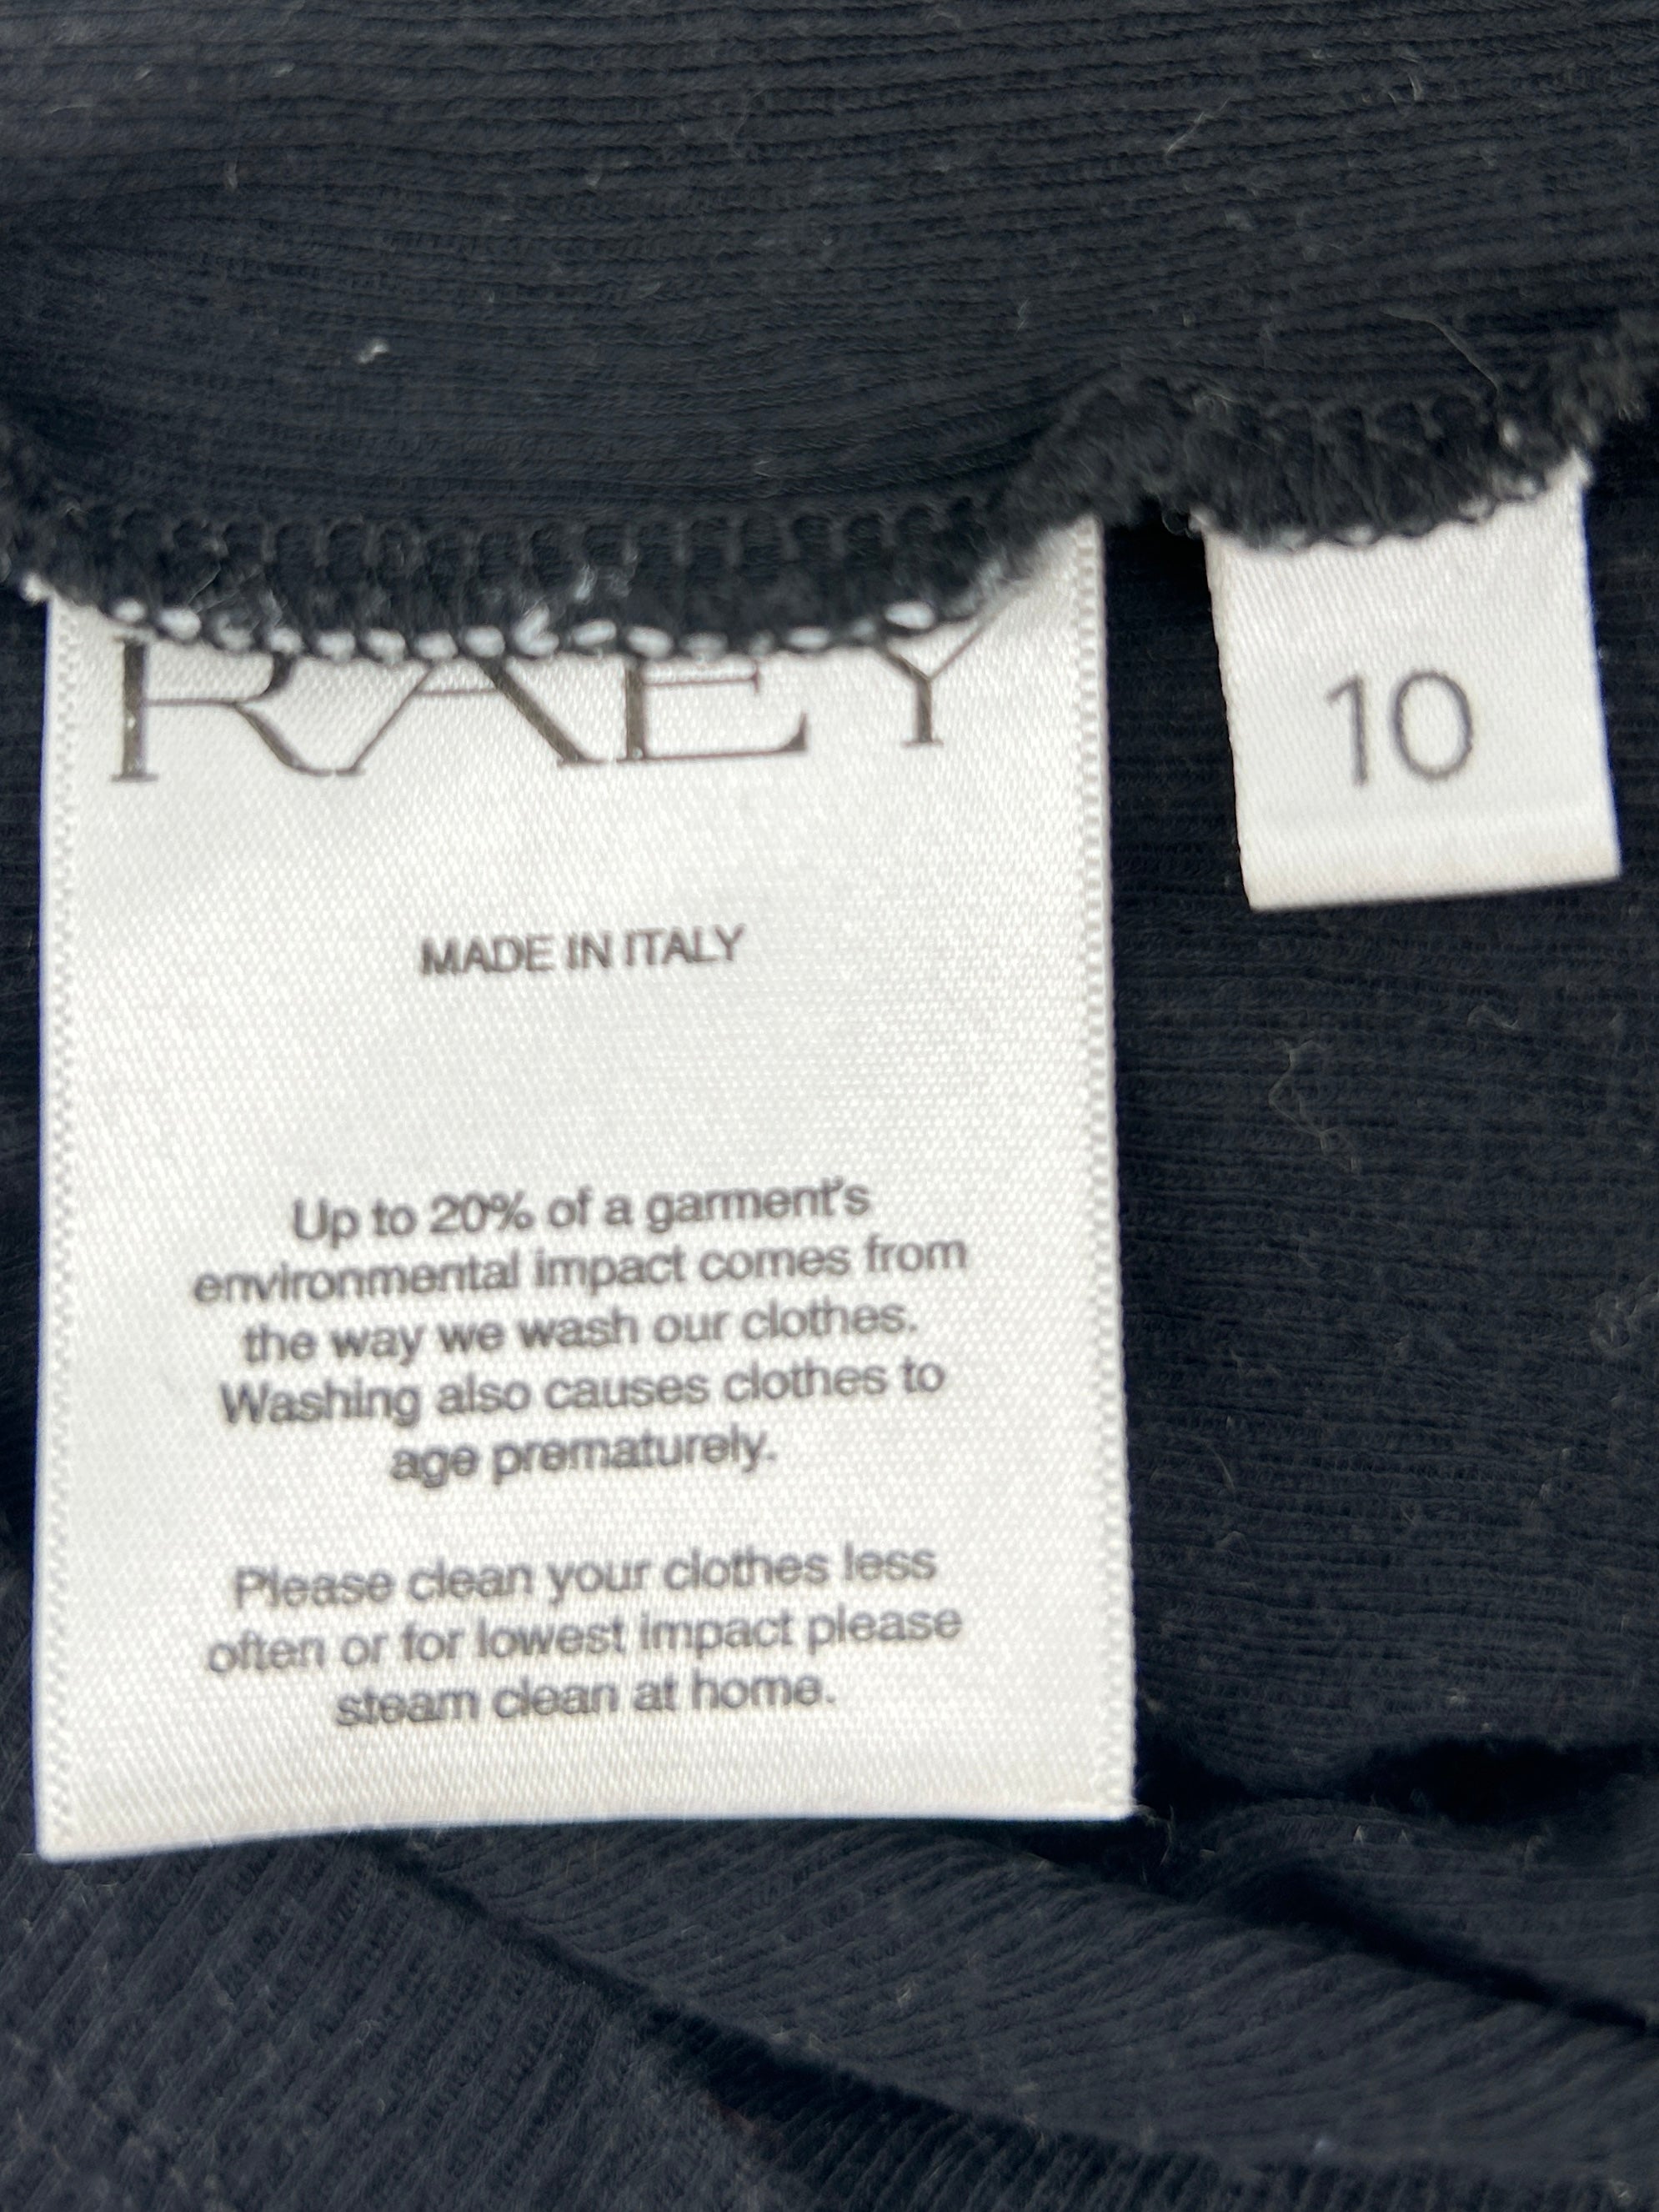 RAEY
10
MADE IN ITALY
Up to 20% of a garment's
environmental impact comes from
the way we wash our clothes.
Washing also causes clothes to
age prematurely.
Please clean your clothes less
often or for lowest impact please
steam clean at home.